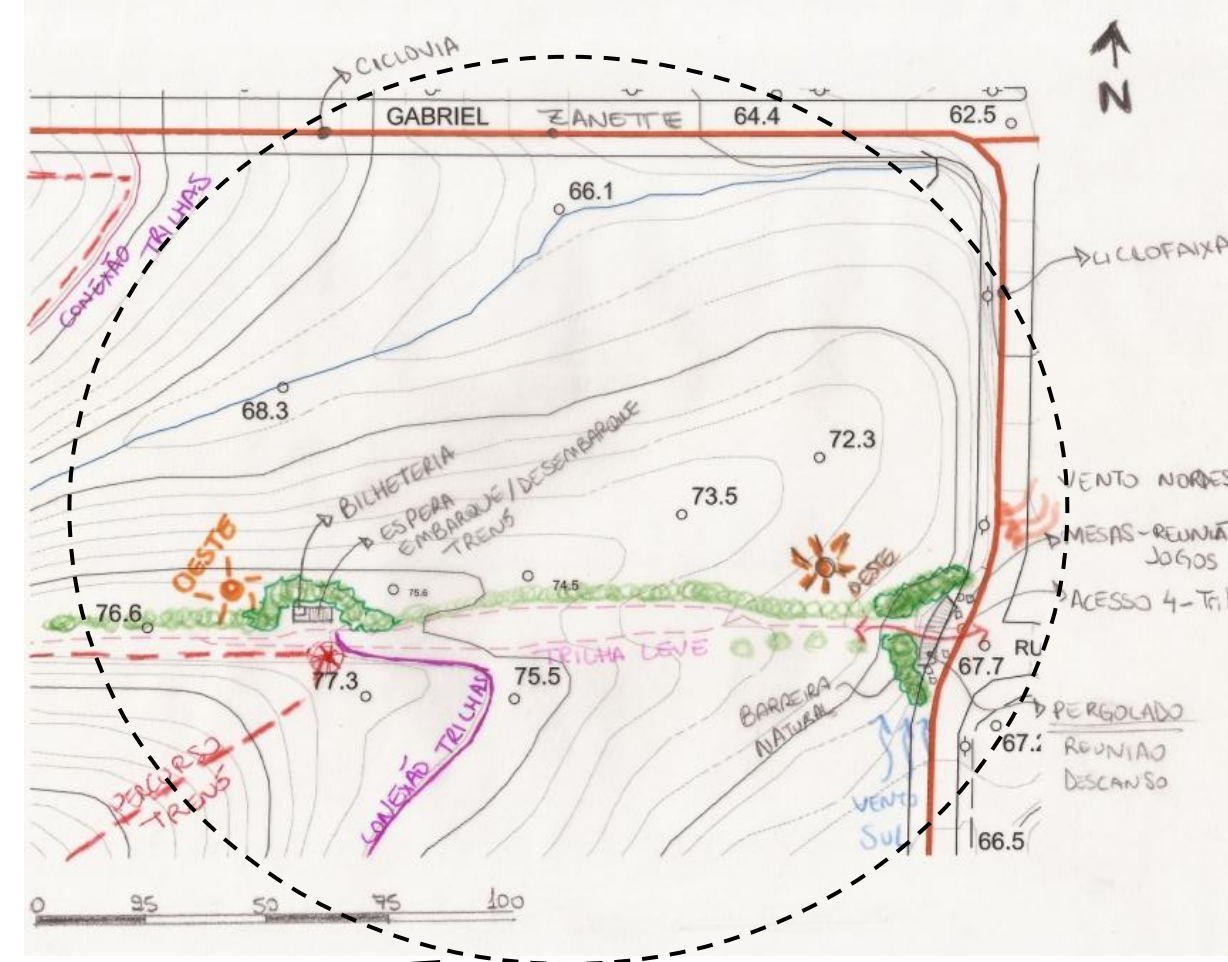 CICLOVIA
N
GABRIEL ZANETTE
64.4
62.5
66.1
CONEXÃO TRILHAS
68.3
72.3
73.5
BILHETERIA
ESPERA
EMBARQUE/DESEMBARQUE
TRENS
VENTO NORDES
MESAS-REUNIÃ
JOGOS
OESTE
75.6
74.5
76.6
ACESSO 4-TRI
TRILHA LEVE
RU
67.7
77.3
75.5
BARREIRA
NATURAL
PERGOLADO
67.2
REUNIAO
DESCANSO
PERCURSO
TRENS
CONEXÃO TRILHAS
VENTO
SUL
66.5
0 25 50 75 100